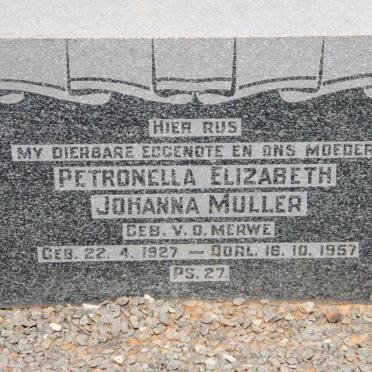 HIER RUS
MY DIERBARE EGGENOTE EN ONS MOEDER
PETRONELLA ELIZABETH
JOHANNA MULLER
GEB. V. D. MERWE
GEB. 22. 4. 1927 — OORL. 16. 10. 1957
PS. 27